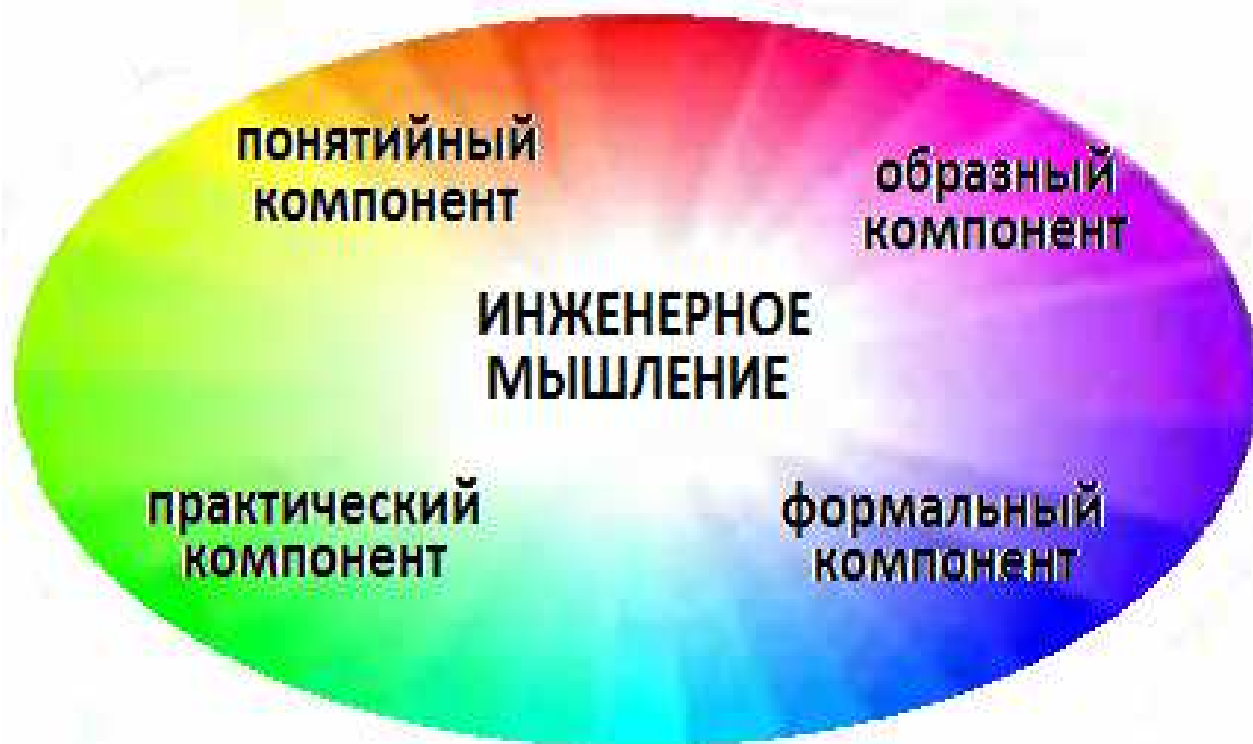 понятийный
компонент
образный
компонент
ИНЖЕНЕРНОЕ
МЫШЛЕНИЕ
практический
компонент
формальный
компонент